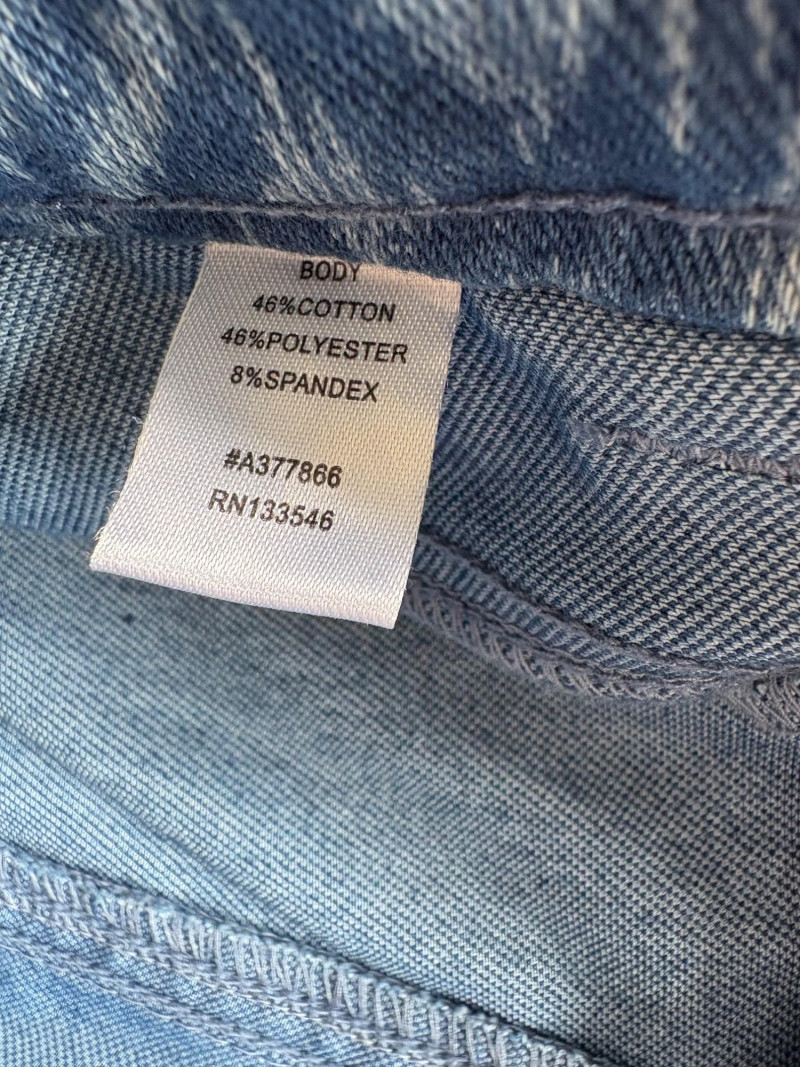 BODY
46%COTTON
46%POLYESTER
8%SPANDEX
#A377866
RN133546